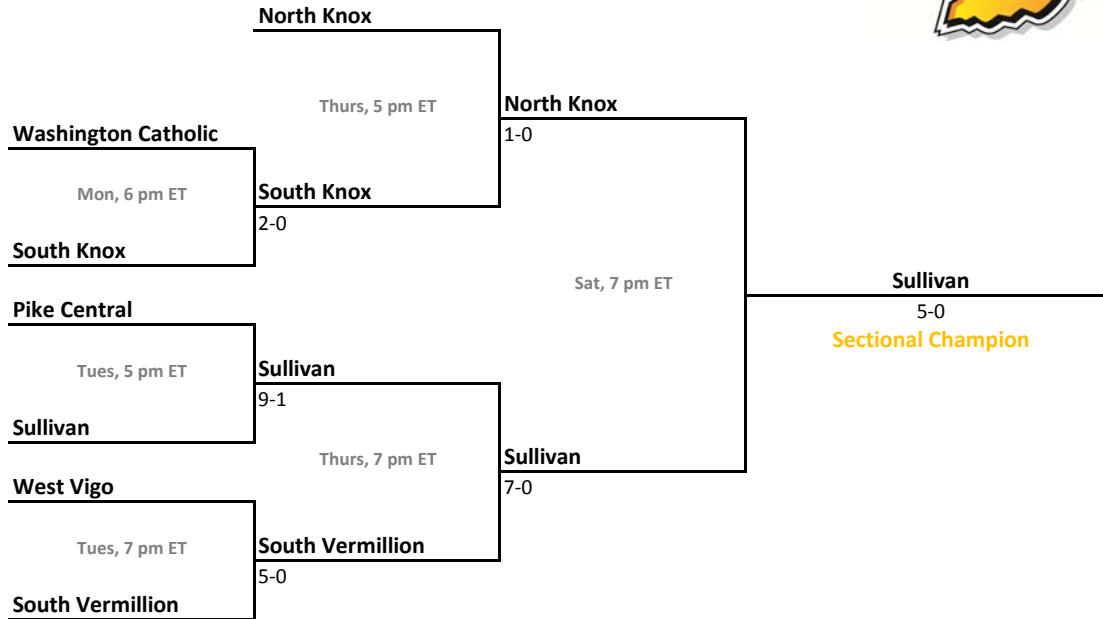 North Knox
Thurs, 5 pm ET
North Knox
Washington Catholic
1-0
Mon, 6 pm ET
South Knox
2-0
South Knox
Sat, 7 pm ET
Sullivan
Pike Central
5-0
Sectional Champion
Tues, 5 pm ET
Sullivan
9-1
Sullivan
Thurs, 7 pm ET
Sullivan
West Vigo
7-0
Tues, 7 pm ET
South Vermillion
5-0
South Vermillion